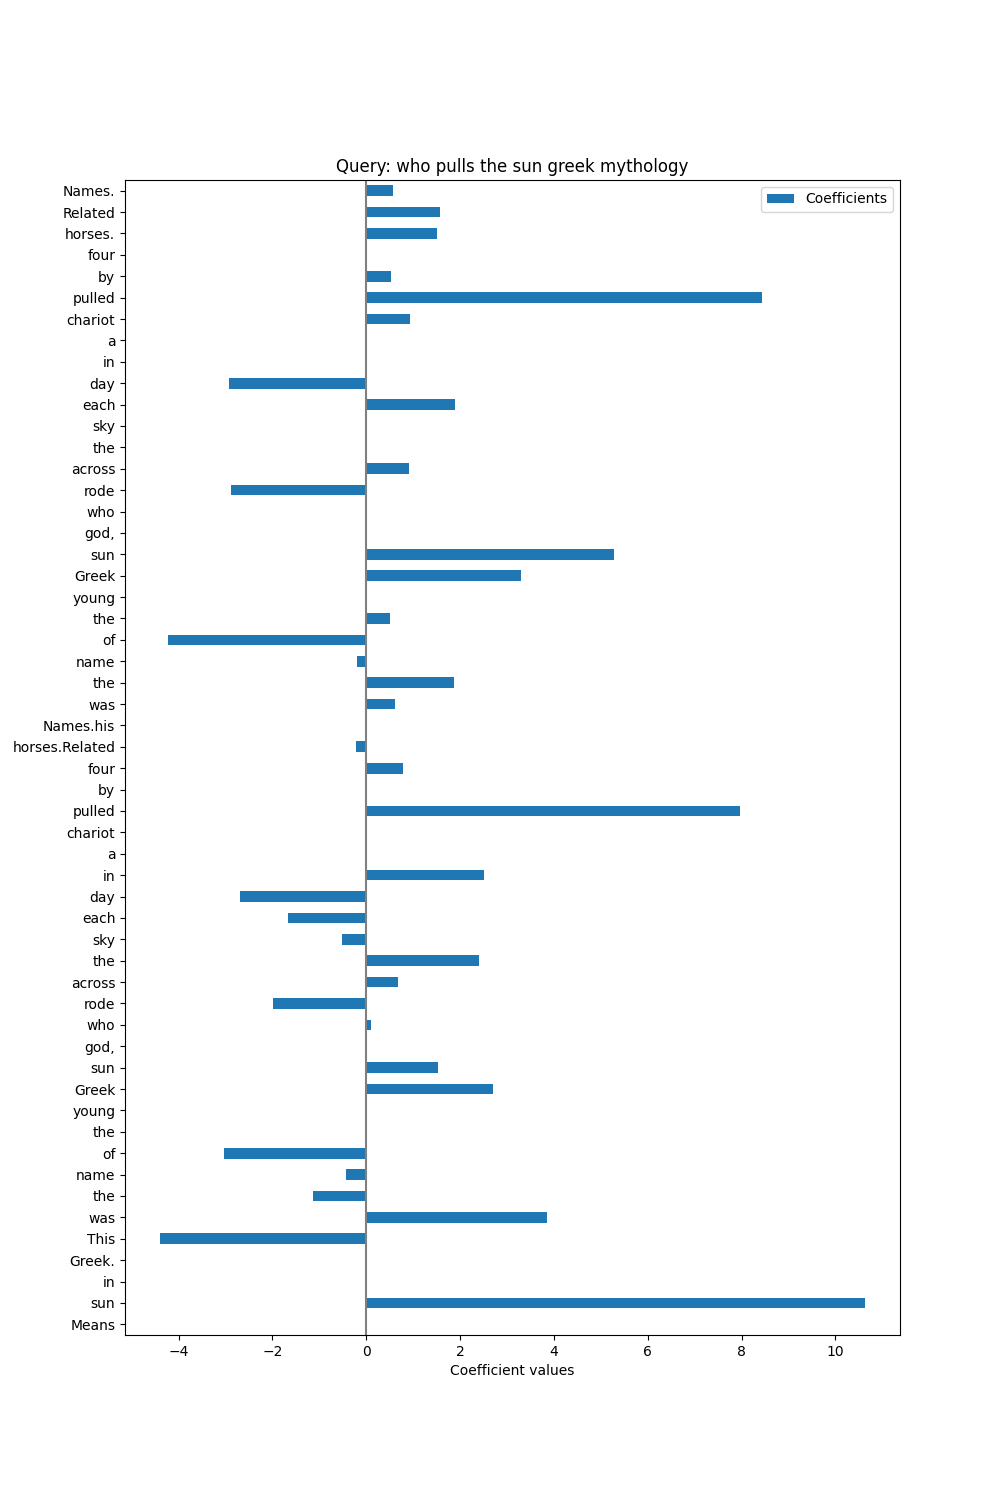 Query: who pulls the sun greek mythology
Coefficients
Names.
Related
horses.
four
by
pulled
chariot
a
in
day
each
sky
the
across
rode
who
god,
sun
Greek
young
the
of
name
the
was
Names.his
horses.Related
four
by
pulled
chariot
a
in
day
each
sky
the
across
rode
who
god,
sun
Greek
young
the
of
name
the
was
This
Greek.
in
sun
Means
−4 −2 0 2 4 6 8 10
Coefficient values